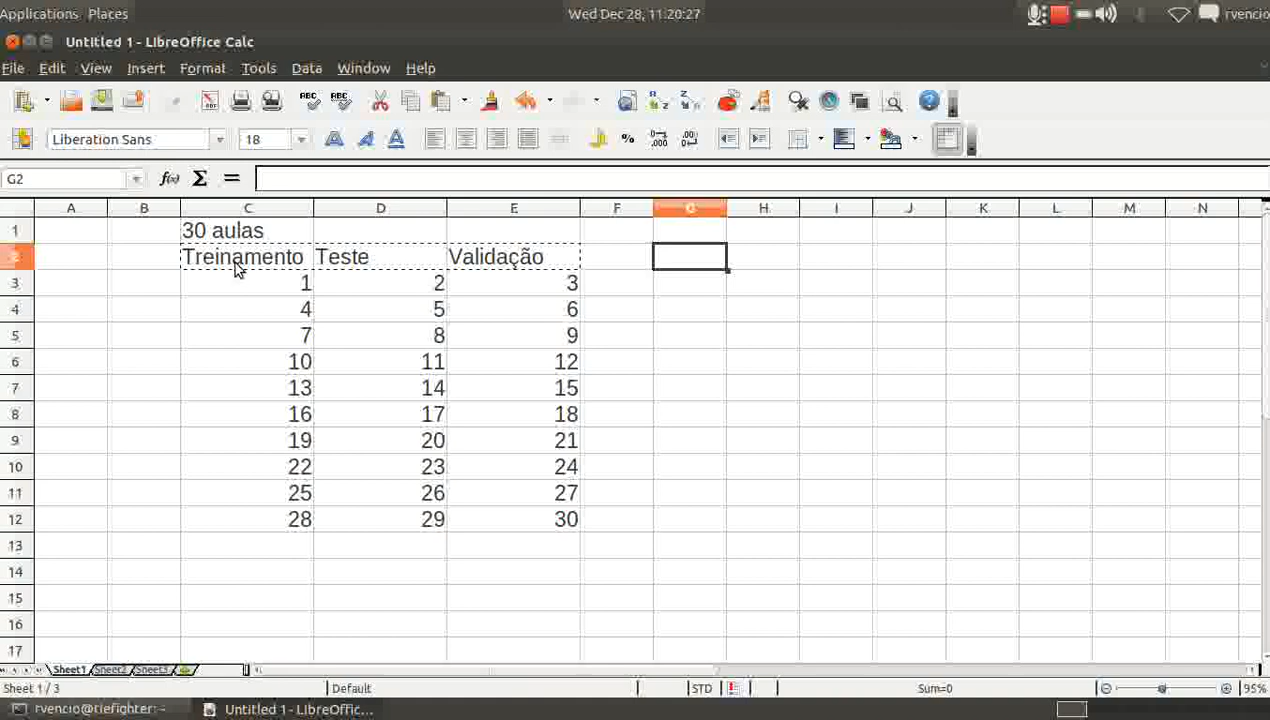 Applications Places Wed Dec 28, 11:20:27 rvencio
Untitled 1 - LibreOffice Calc
File Edit View Insert Format Tools Data Window Help
Liberation Sans 18
G2
A B C D E F G H I J K L M N
1 30 aulas
2 Treinamento Teste Validação
3 1 2 3
4 4 5 6
5 7 8 9
6 10 11 12
7 13 14 15
8 16 17 18
9 19 20 21
10 22 23 24
11 25 26 27
12 28 29 30
13
14
15
16
17
Sheet1 Sheet2 Sheet3
Sheet 1 / 3 Default STD Sum=0 95%
rvencio@tiefighter: ~ Untitled 1 - LibreOffic...